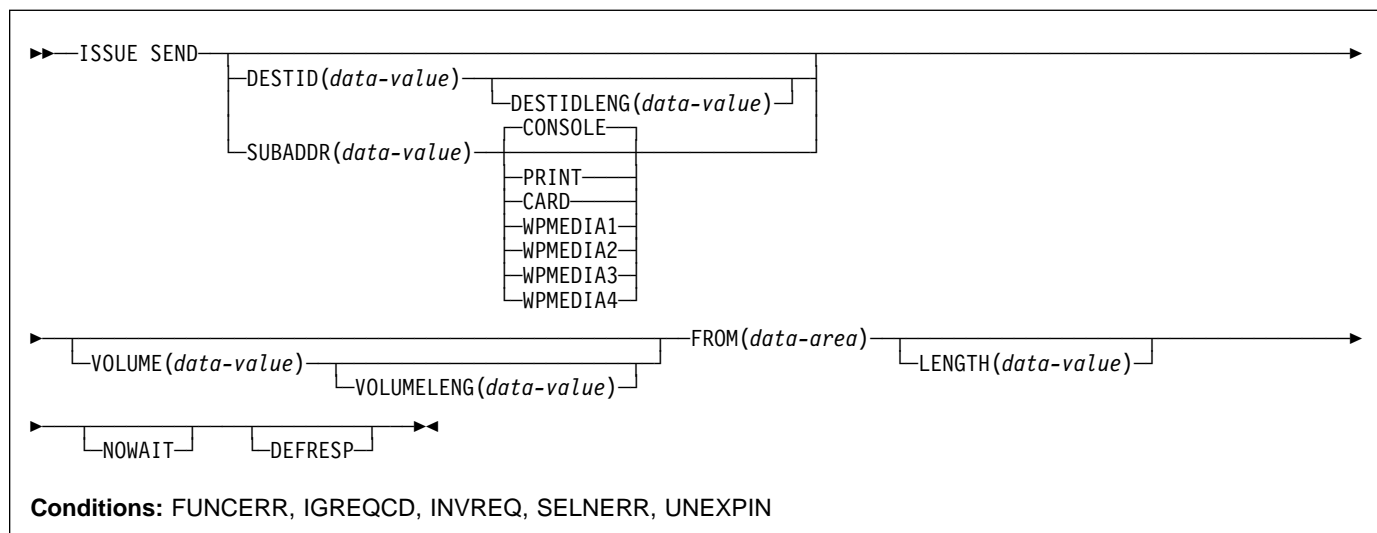 ISSUE SEND
DESTID(data-value)
DESTIDLENG(data-value)
CONSOLE
SUBADDR(data-value)
PRINT
CARD
WPMEDIA1
WPMEDIA2
WPMEDIA3
WPMEDIA4
FROM(data-area)
VOLUME(data-value)
LENGTH(data-value)
VOLUMELENG(data-value)
NOWAIT DEFRESP
Conditions: FUNCERR, IGREQCD, INVREQ, SELNERR, UNEXPIN